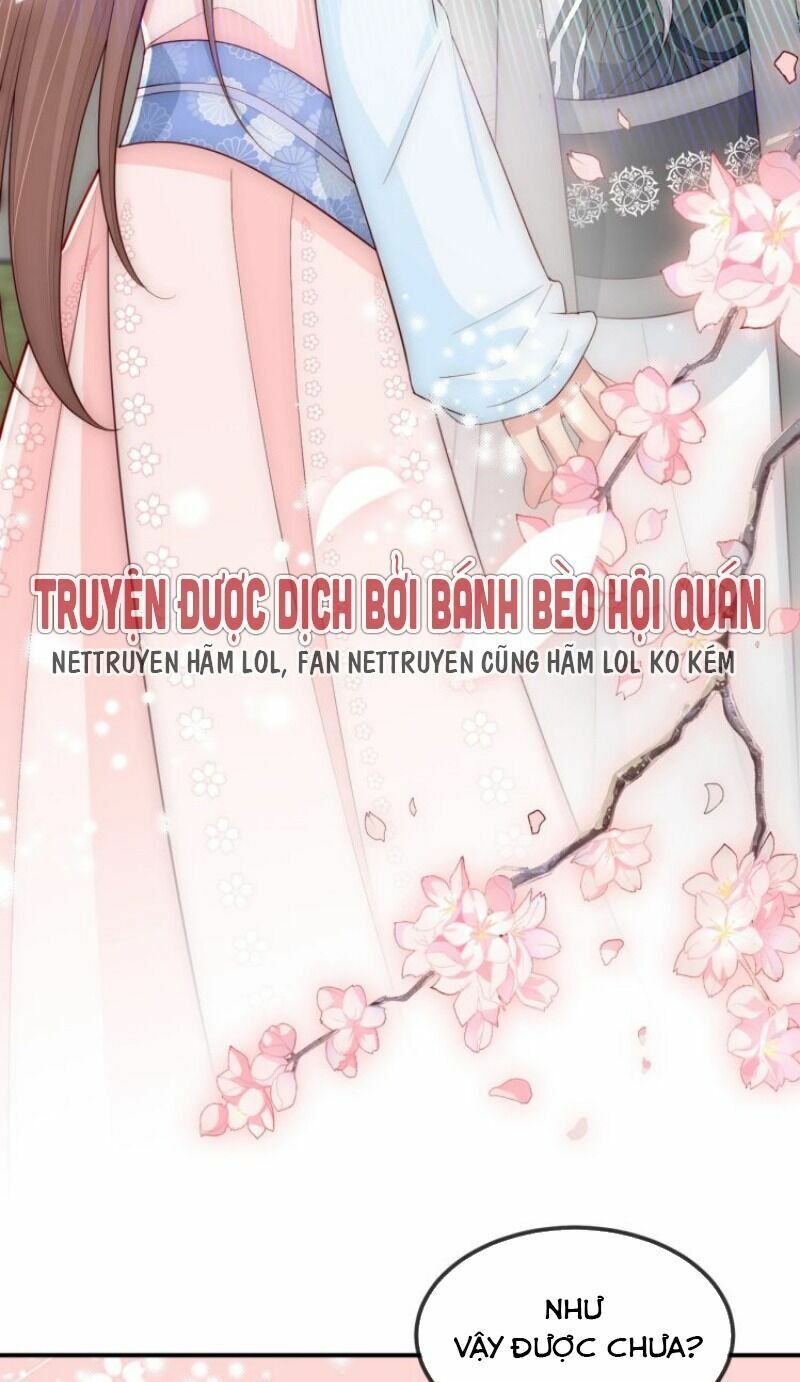 TRUYỆN ĐƯỢC DỊCH BỞI BÁNH BÈO HỘI QUÁN
NETTRUYEN HÃM LOL, FAN NETTRUYEN CŨNG HÃM LOL KO KÉM
NHƯ
VẬY ĐƯỢC CHƯA?